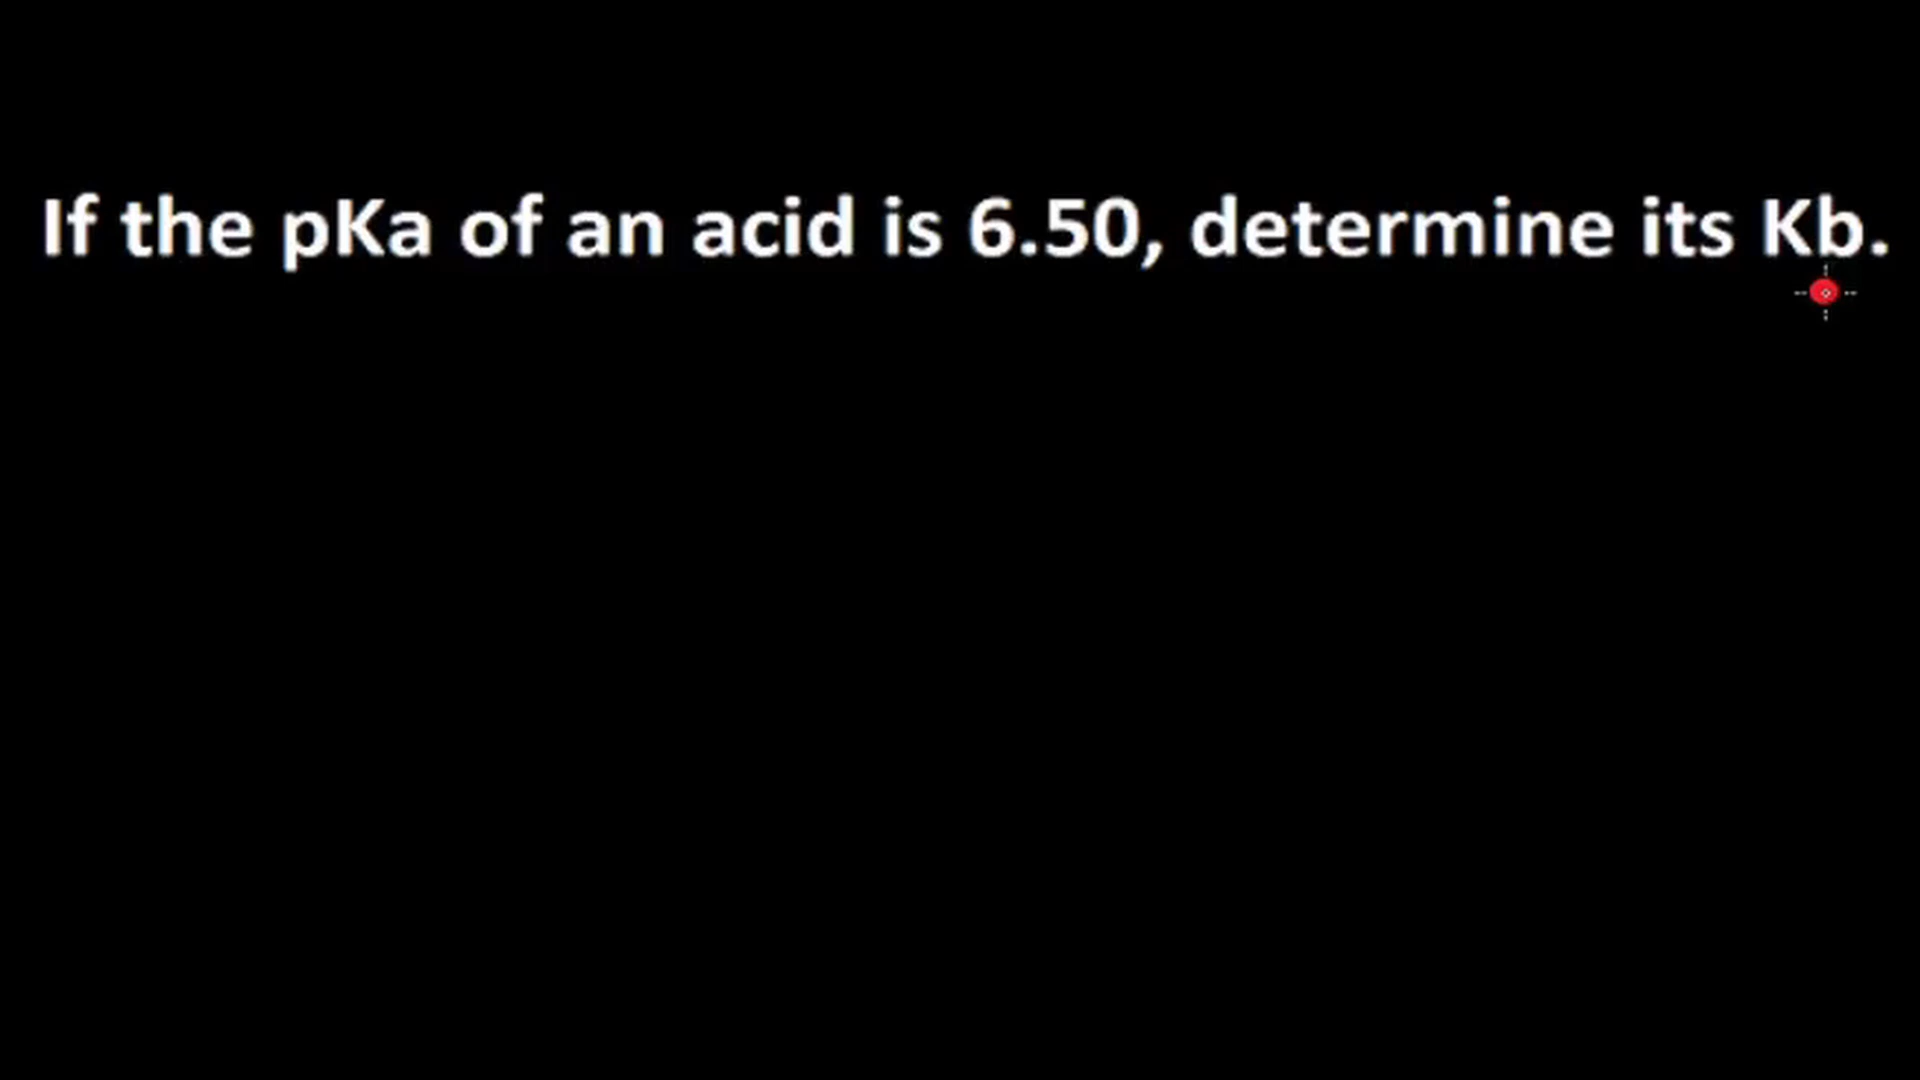 If the pKa of an acid is 6.50, determine its Kb.